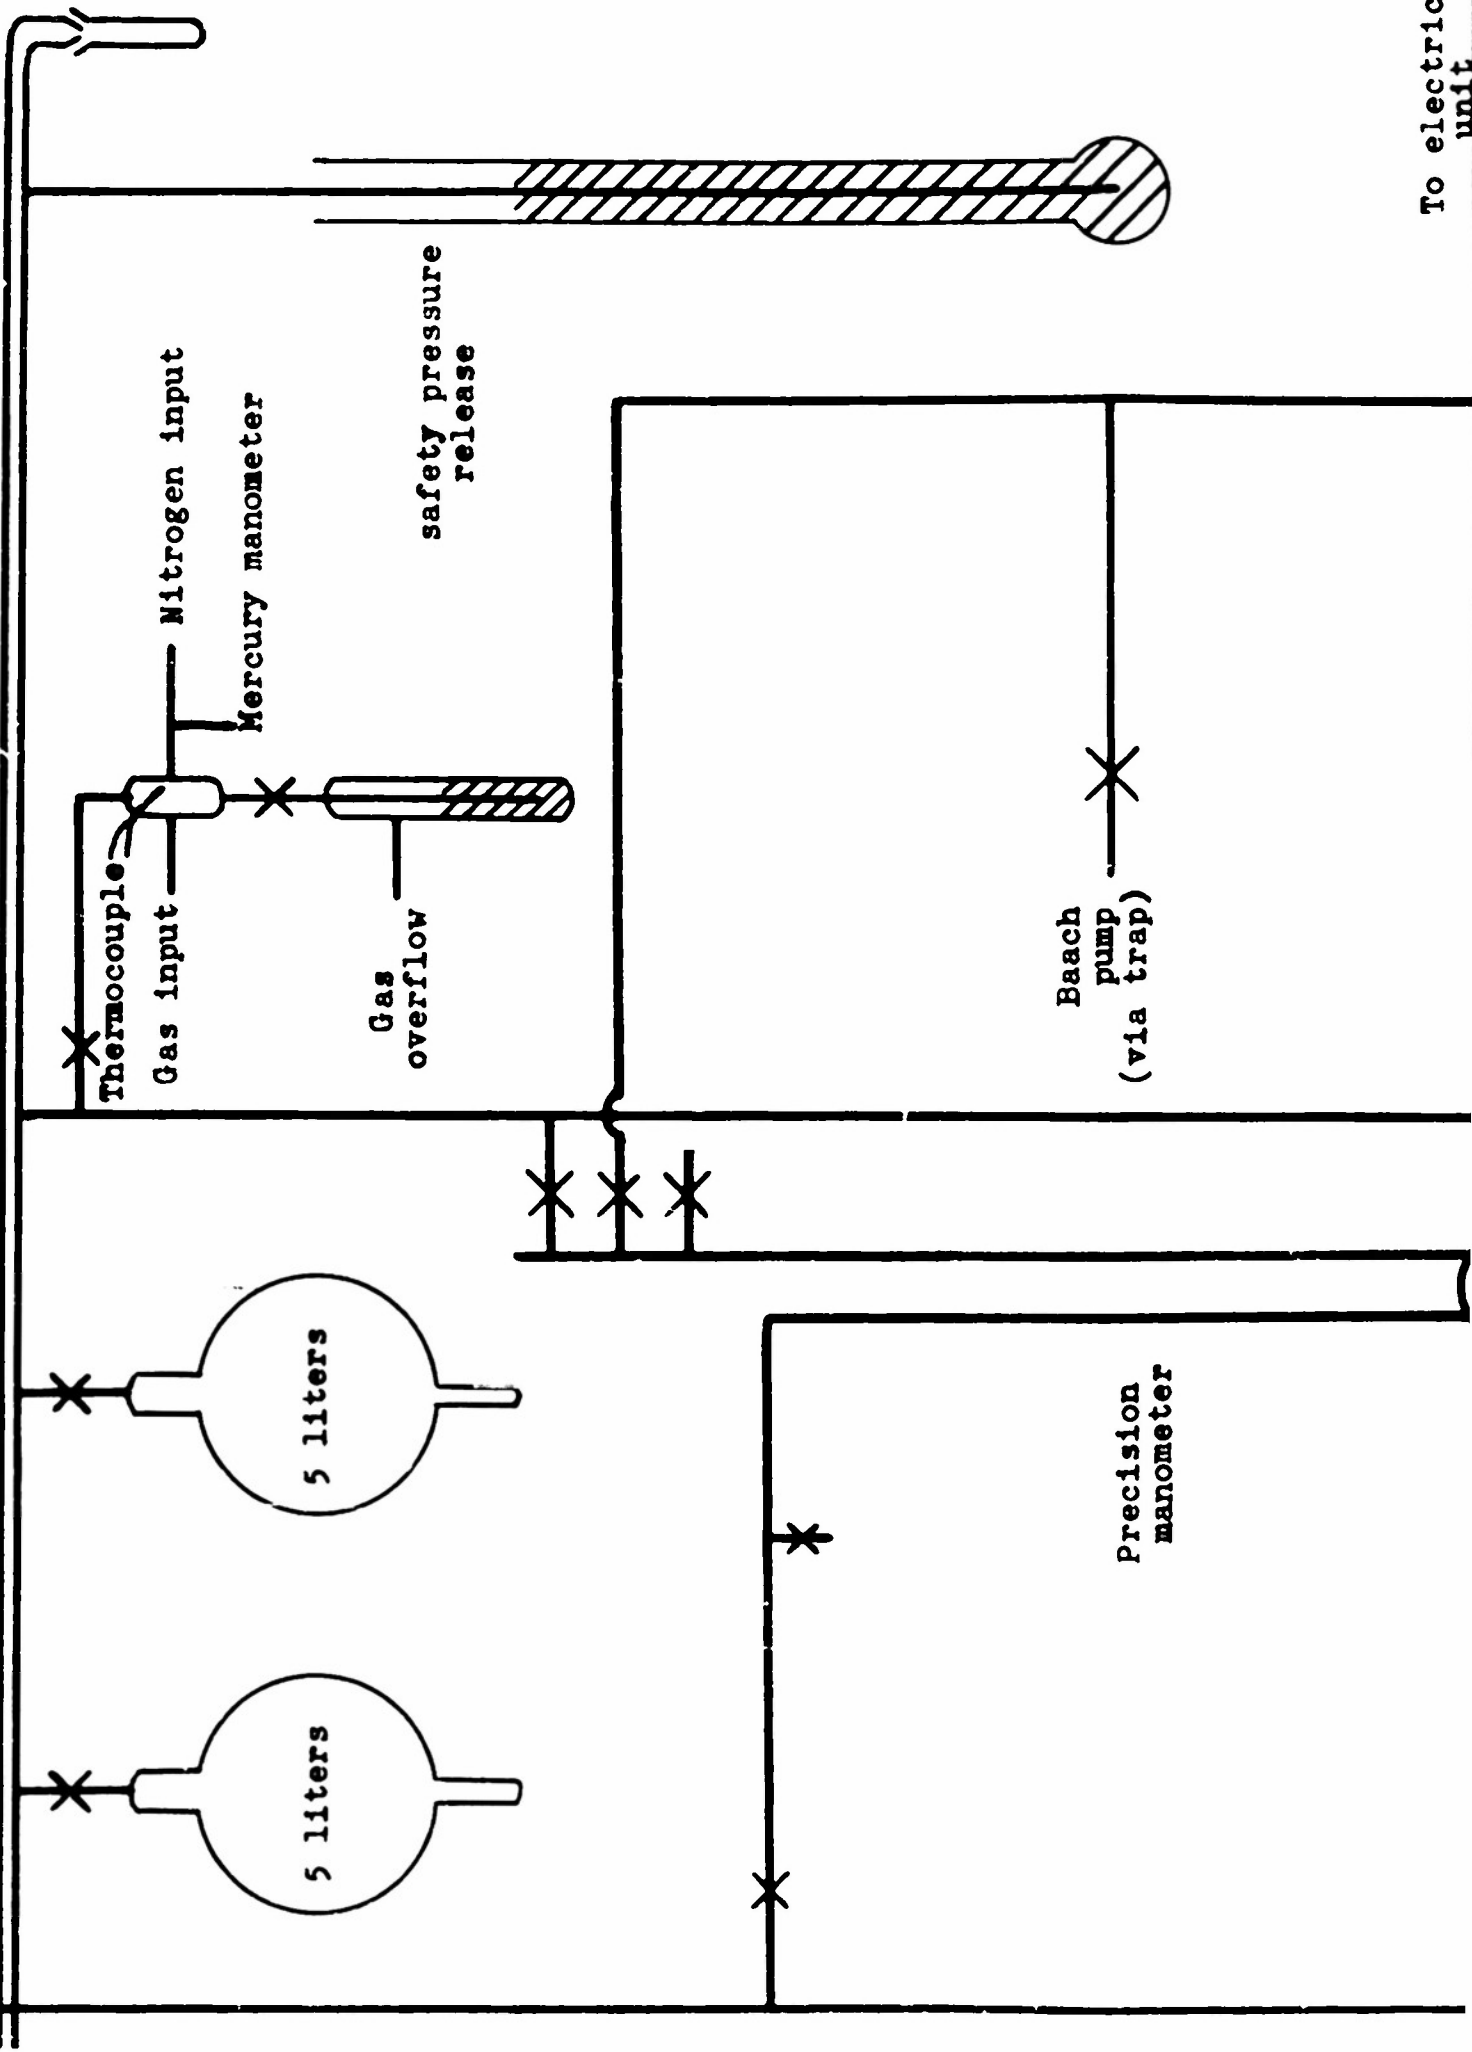 Thermocouple
Gas input
Nitrogen input
Mercury manometer
Gas
overflow
safety pressure
release
5 liters
5 liters
Baach
pump
(via trap)
Precision
manometer
To electric
unit